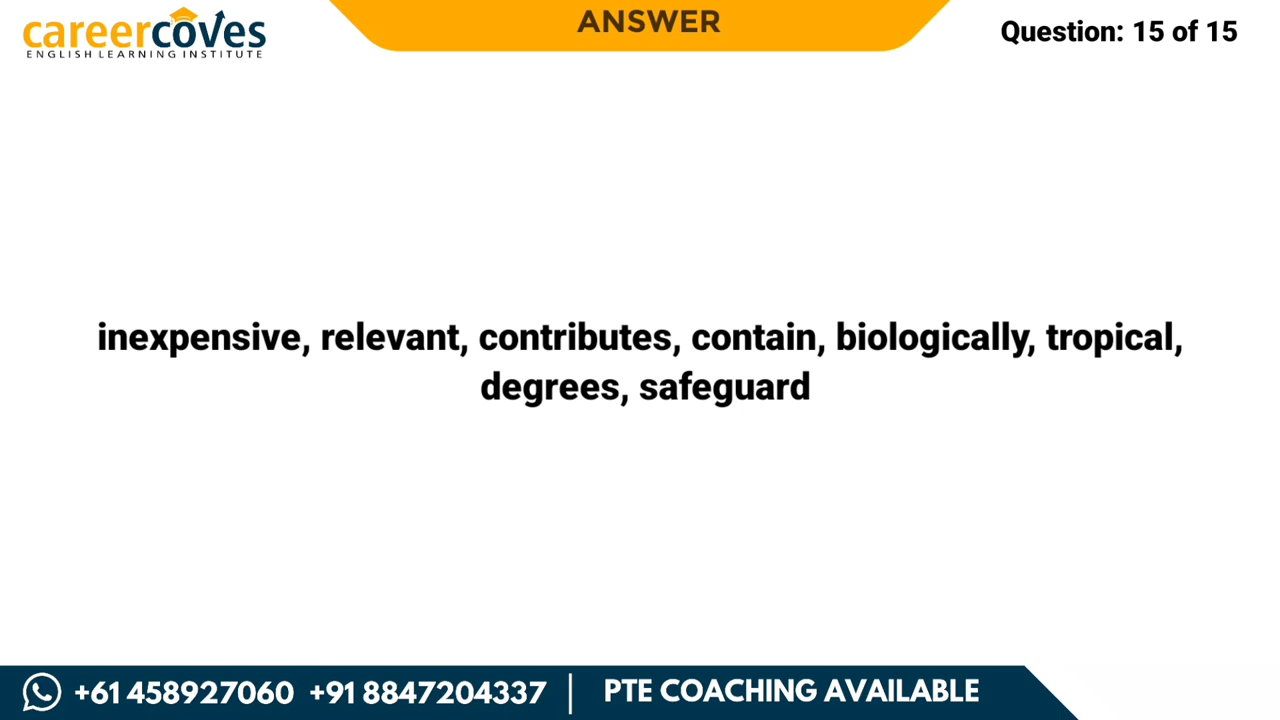 careercoves
ENGLISH LEARNING INSTITUTE
ANSWER
Question: 15 of 15
inexpensive, relevant, contributes, contain, biologically, tropical,
degrees, safeguard
+61 458927060 +91 8847204337 | PTE COACHING AVAILABLE